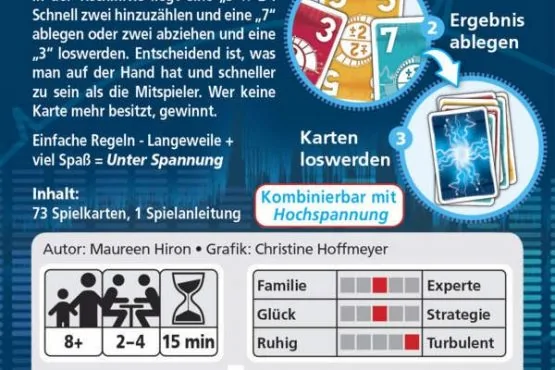 Schnell zwei hinzuzählen und eine „7“
ablegen oder zwei abziehen und eine
„3“ loswerden. Entscheidend ist, was
man auf der Hand hat und schneller
zu sein als die Mitspieler. Wer keine
Karte mehr besitzt, gewinnt.
Einfache Regeln - Langeweile +
viel Spaß = Unter Spannung
Inhalt:
73 Spielkarten, 1 Spielanleitung
3
±2
7
2
Ergebnis
ablegen
Karten
loswerden
3
Kombinierbar mit
Hochspannung
Autor: Maureen Hiron • Grafik: Christine Hoffmeyer
8+
2–4
15 min
Familie
Experte
Glück
Strategie
Ruhig
Turbulent